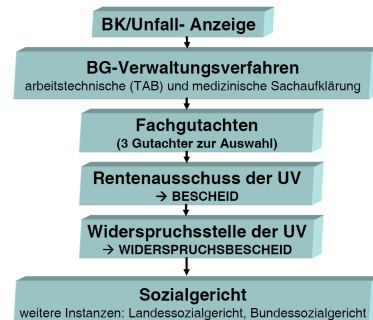 BK/Unfall- Anzeige
BG-Verwaltungsverfahren
arbeitstechnische (TAB) und medizinische Sachaufklärung
Fachgutachten
(3 Gutachter zur Auswahl)
Rentenausschuss der UV
→ BESCHEID
Widerspruchsstelle der UV
→ WIDERSPRUCHSBESCHEID
Sozialgericht
weitere Instanzen: Landessozialgericht, Bundessozialgericht